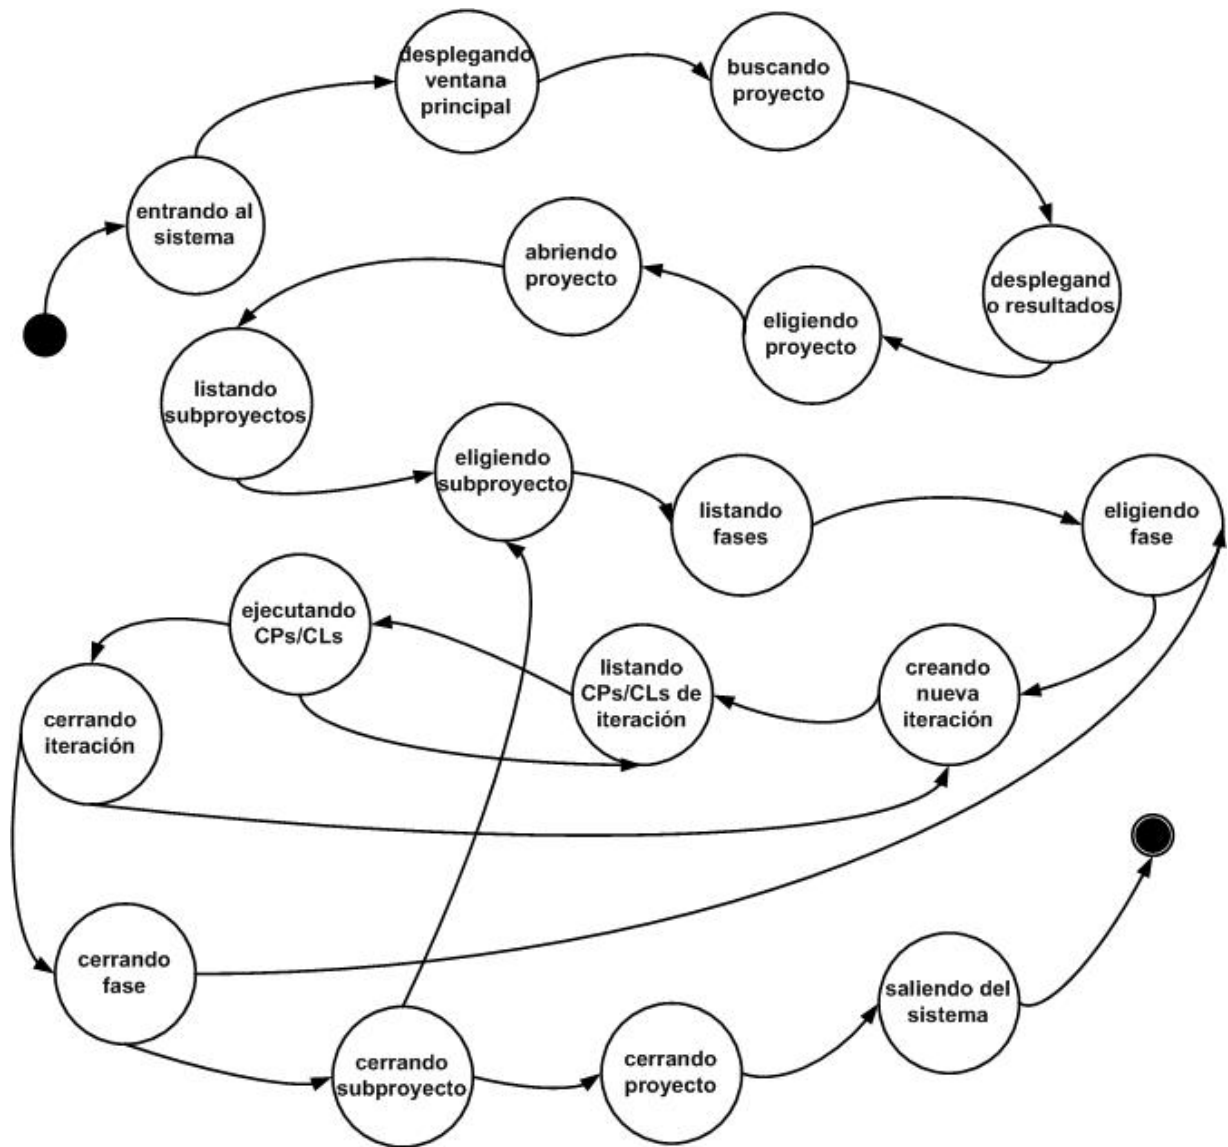 desplegando
ventana
principal
buscando
proyecto
entrando al
sistema
abriendo
proyecto
desplegand
o resultados
eligiendo
proyecto
listando
subproyectos
eligiendo
subproyecto
listando
fases
eligiendo
fase
ejecutando
CPs/CLs
listando
CPs/CLs de
iteración
creando
nueva
iteración
cerrando
iteración
cerrando
fase
saliendo del
sistema
cerrando
subproyecto
cerrando
proyecto